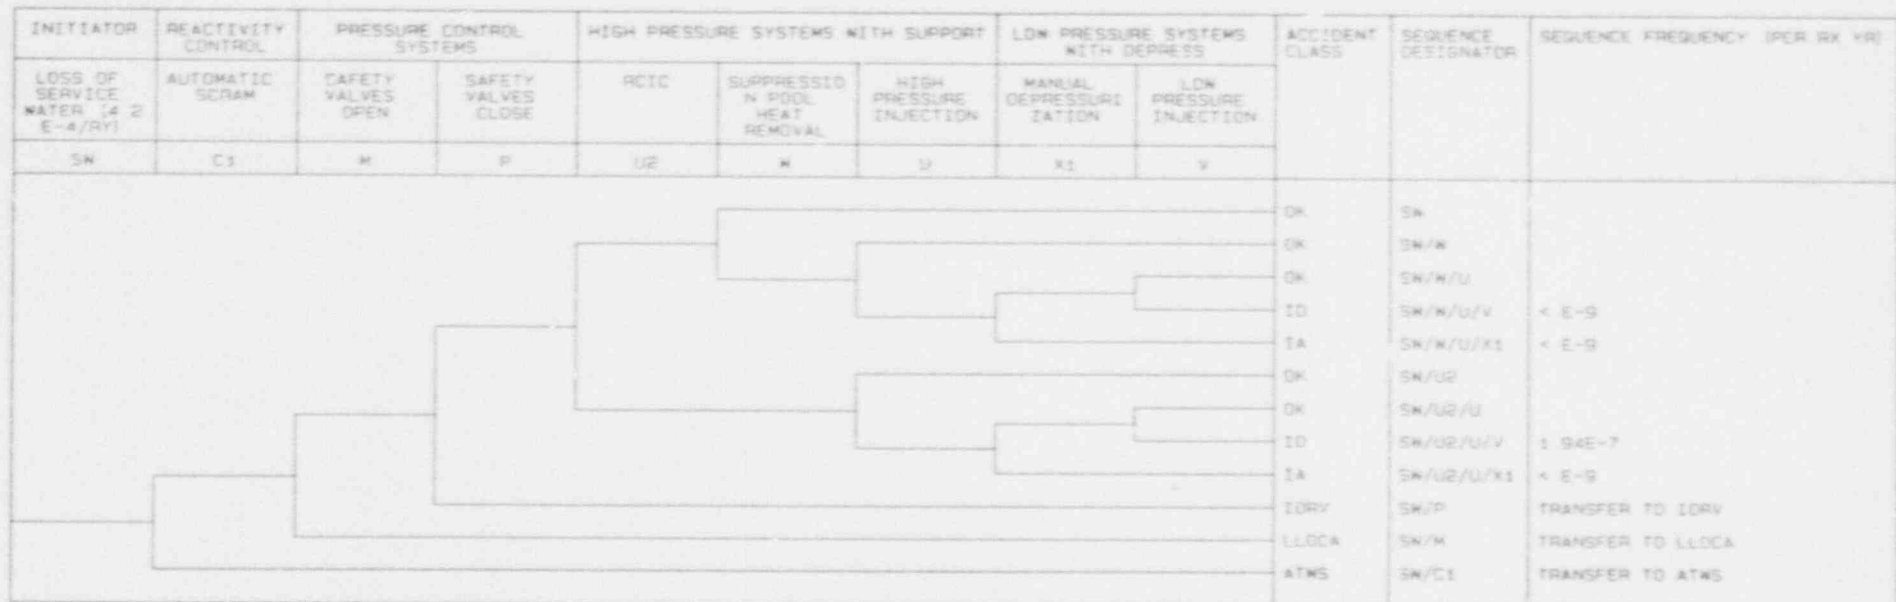 INITIATOR
REACTIVITY
CONTROL
PRESSURE CONTROL
SYSTEMS
HIGH PRESSURE SYSTEMS WITH SUPPORT
LOW PRESSURE SYSTEMS
WITH DEPRESS
ACCIDENT
CLASS
SEQUENCE
DESIGNATOR
SEQUENCE FREQUENCY (PER RX YR)
LOSS OF
SERVICE
WATER (4.2
E-4/RY)
AUTOMATIC
SCRAM
SAFETY
VALVES
OPEN
SAFETY
VALVES
CLOSE
RCIC
SUPPRESSIO
N POOL
HEAT
REMOVAL
HIGH
PRESSURE
INJECTION
MANUAL
DEPRESSURI
ZATION
LOW
PRESSURE
INJECTION
SW
C1
M
P
U2
W
U
X1
V
OK SW
OK SW/W
OK SW/W/U
ID SW/W/U/V < E-9
IA SW/W/U/X1 < E-9
OK SW/U2
OK SW/U2/U
ID SW/U2/U/V 1.94E-7
IA SW/U2/U/X1 < E-9
IORV SW/P TRANSFER TO IORV
LLOCA SW/M TRANSFER TO LLOCA
ATWS SW/C1 TRANSFER TO ATWS